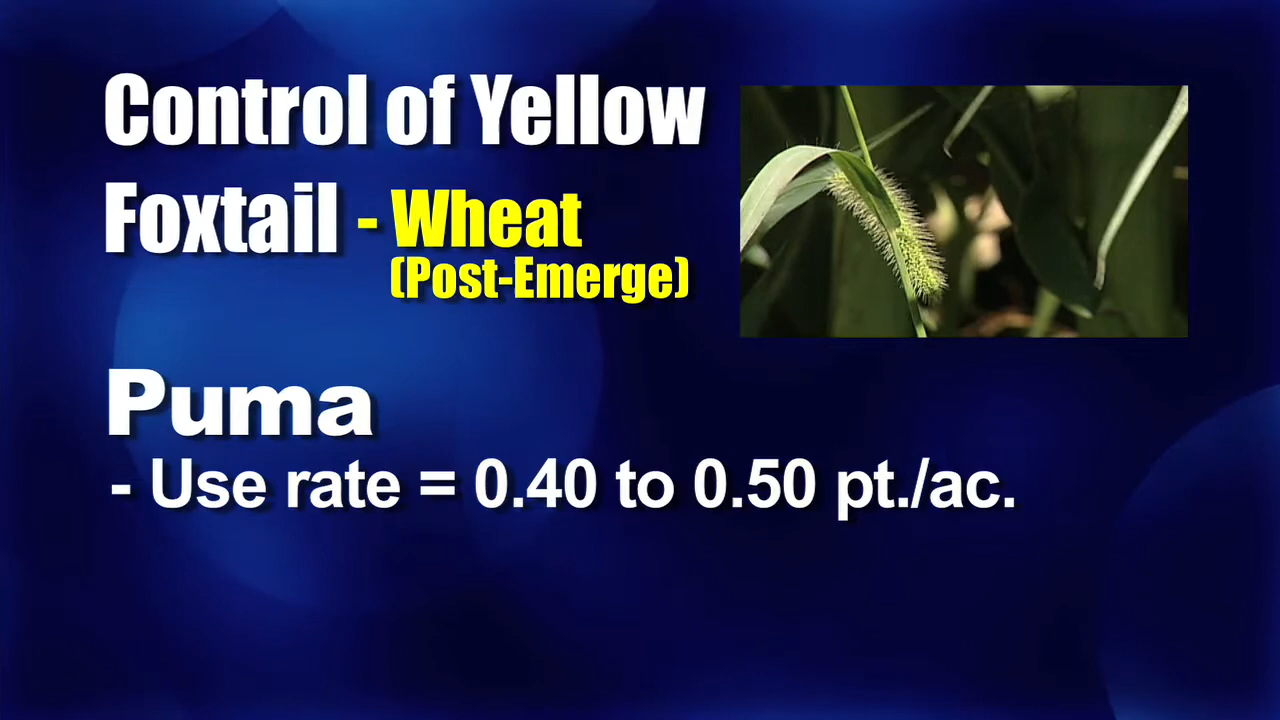 Control of Yellow
Foxtail - Wheat
(Post-Emerge)
Puma
- Use rate = 0.40 to 0.50 pt./ac.